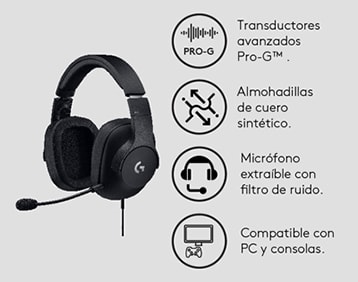 PRO-G
Transductores
avanzados
Pro-G™ .
Almohadillas
de cuero
sintético.
Micrófono
extraíble con
filtro de ruido.
Compatible con
PC y consolas.